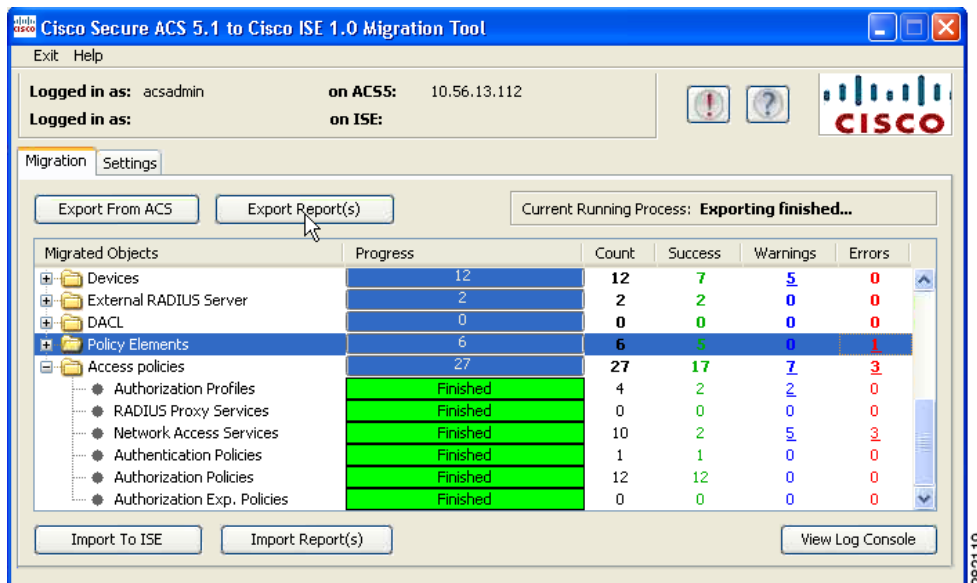 Cisco Secure ACS 5.1 to Cisco ISE 1.0 Migration Tool
Exit Help
Logged in as: acsadmin on ACS5: 10.56.13.112
Logged in as: on ISE:
CISCO
Migration Settings
Export From ACS Export Report(s) Current Running Process: Exporting finished...
Migrated Objects Progress Count Success Warnings Errors
Devices 12 12 7 5 0
External RADIUS Server 2 2 2 0 0
DACL 0 0 0 0 0
Policy Elements 6 6 5 0 1
Access policies 27 27 17 7 3
Authorization Profiles Finished 4 2 2 0
RADIUS Proxy Services Finished 0 0 0 0
Network Access Services Finished 10 2 5 3
Authentication Policies Finished 1 1 0 0
Authorization Policies Finished 12 12 0 0
Authorization Exp. Policies Finished 0 0 0 0
Import To ISE Import Report(s) View Log Console